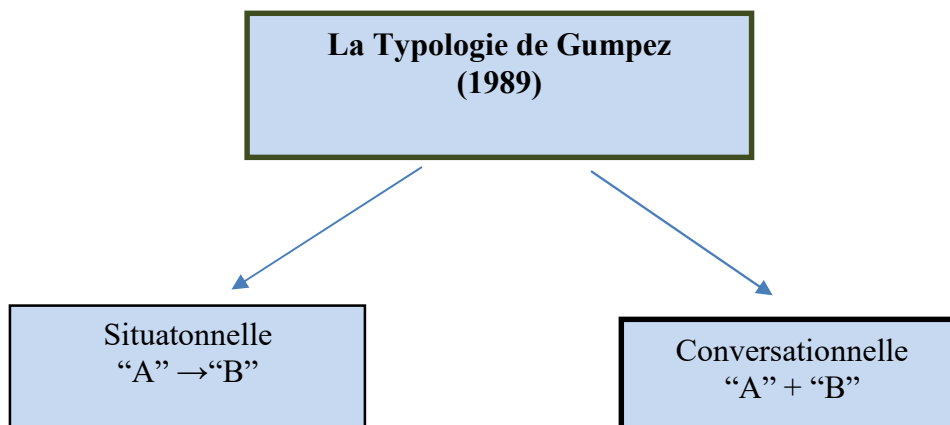 La Typologie de Gumpez
(1989)
Situatonnelle
“A” →“B”
Conversationnelle
“A” + “B”